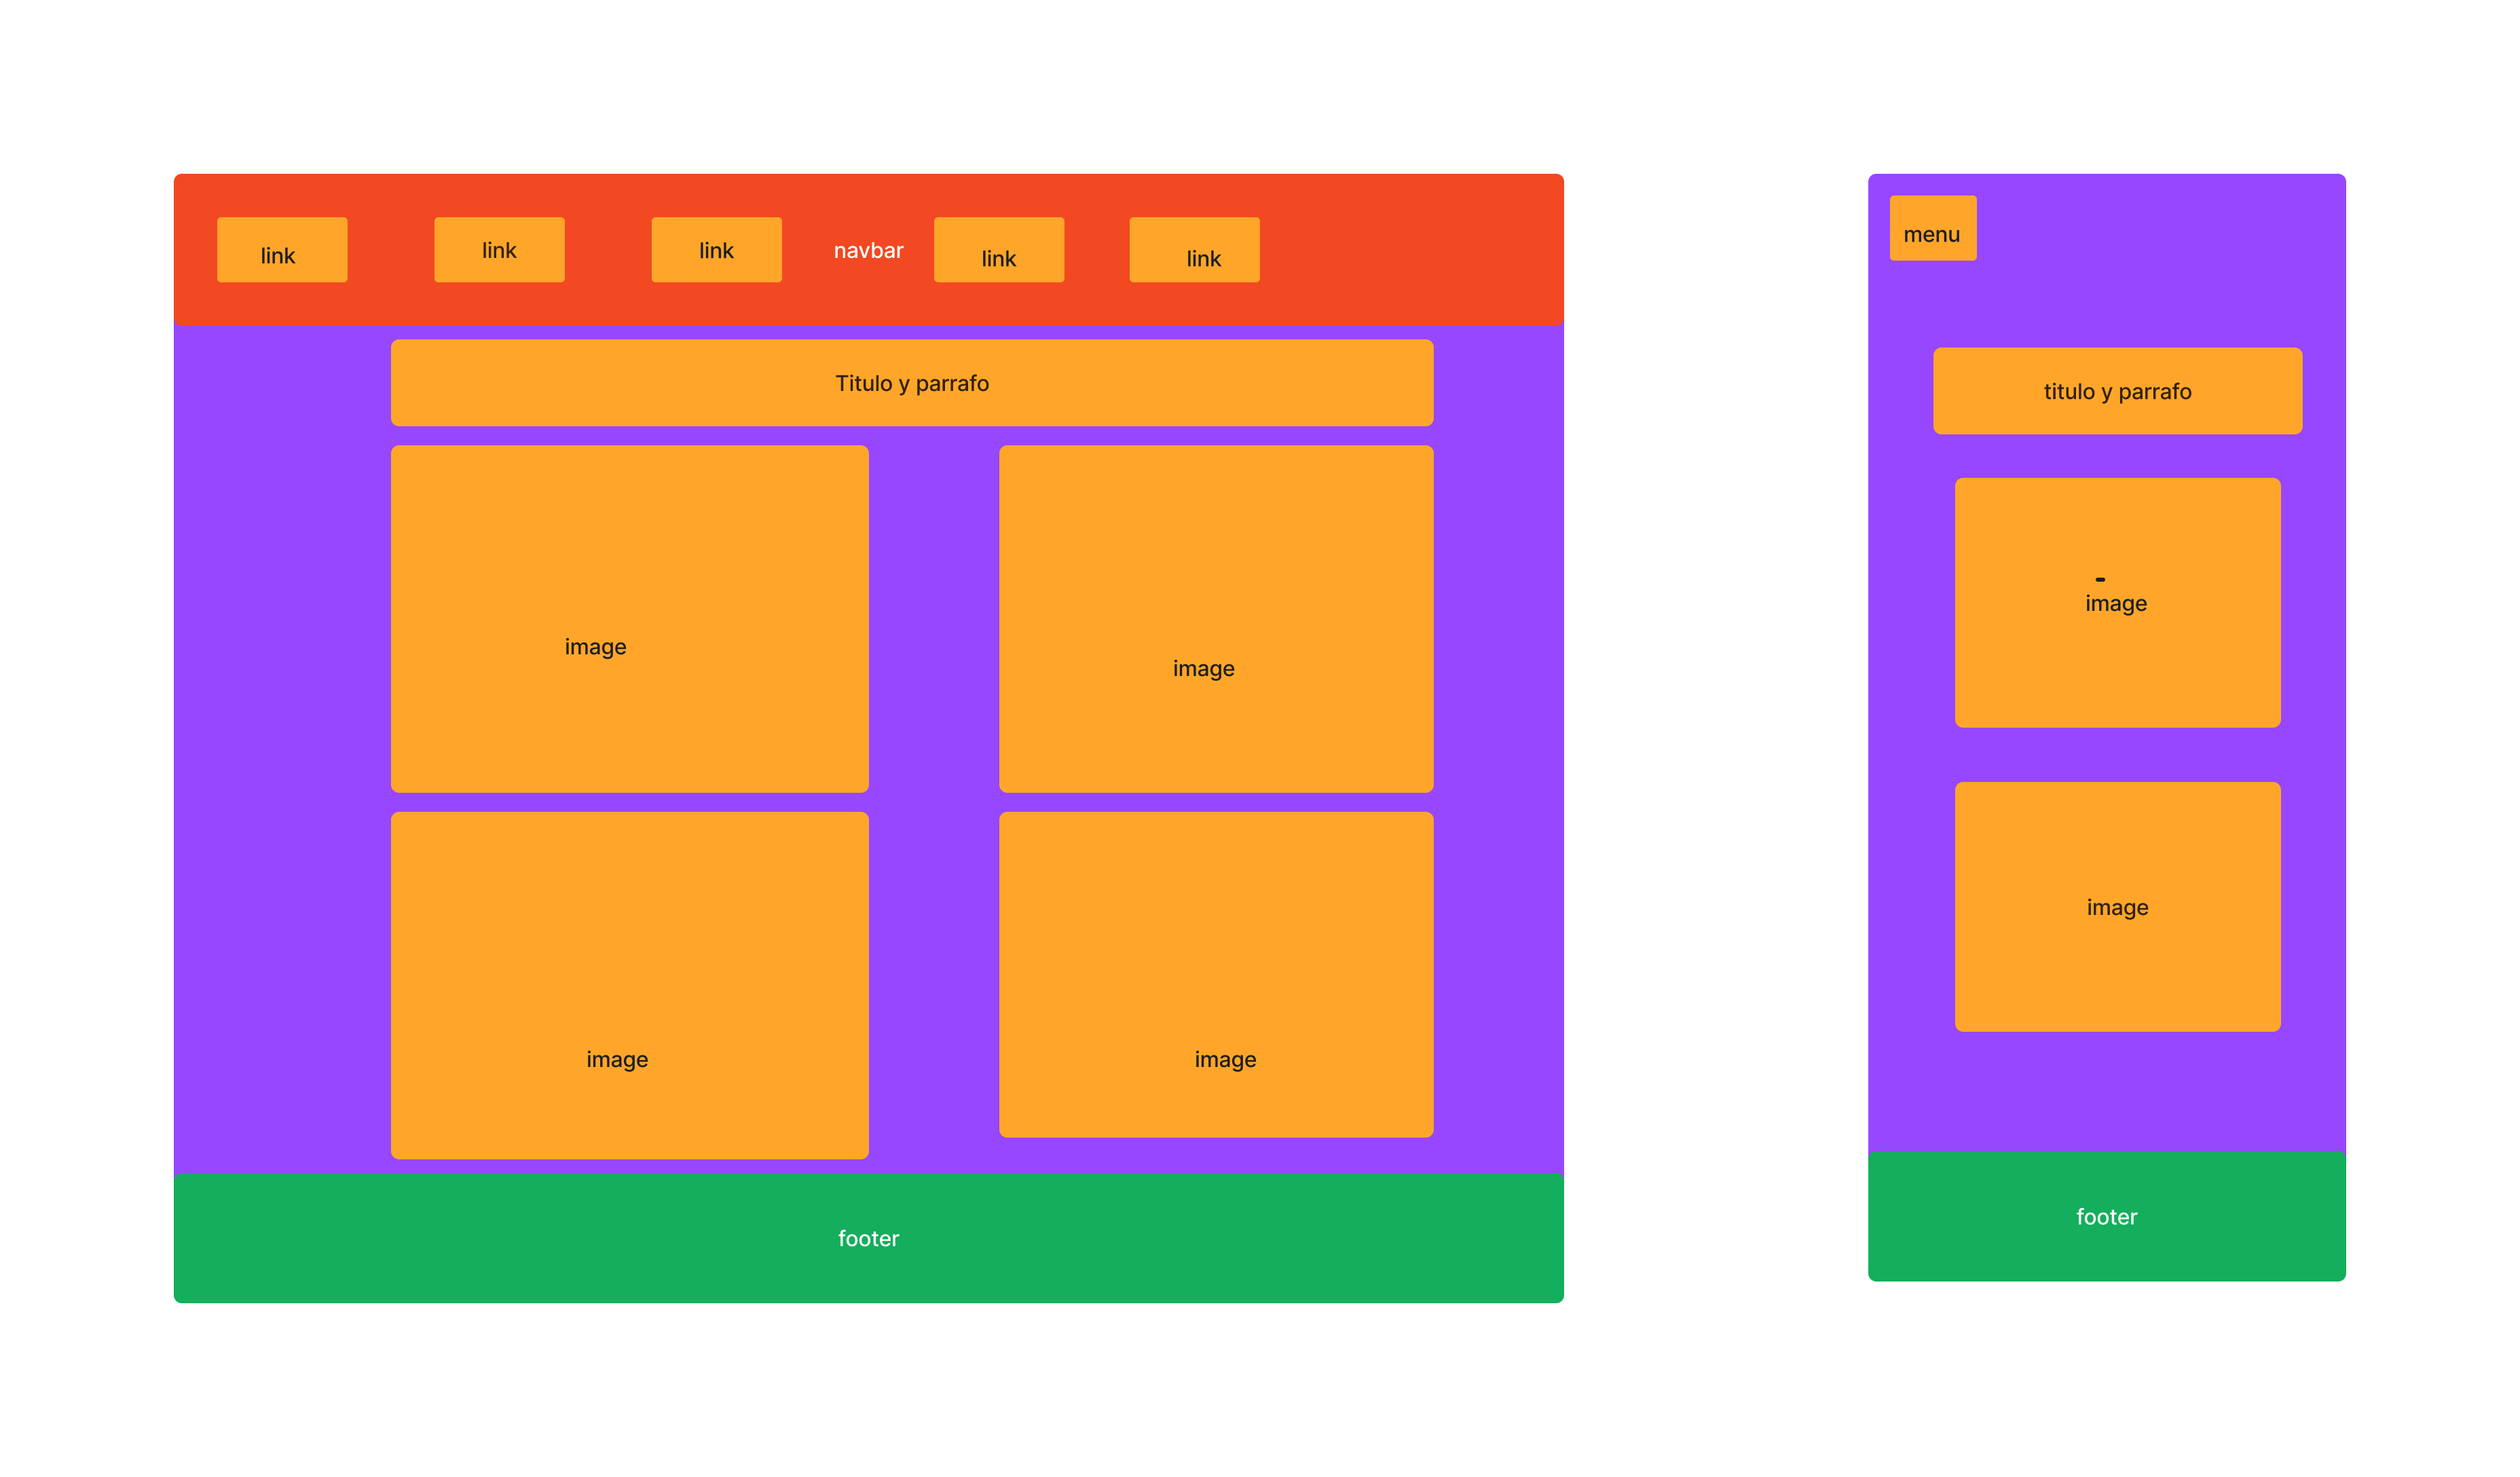 link
link
link
navbar
link
link
Titulo y parrafo
image
image
image
image
footer
menu
titulo y parrafo
-
image
image
footer